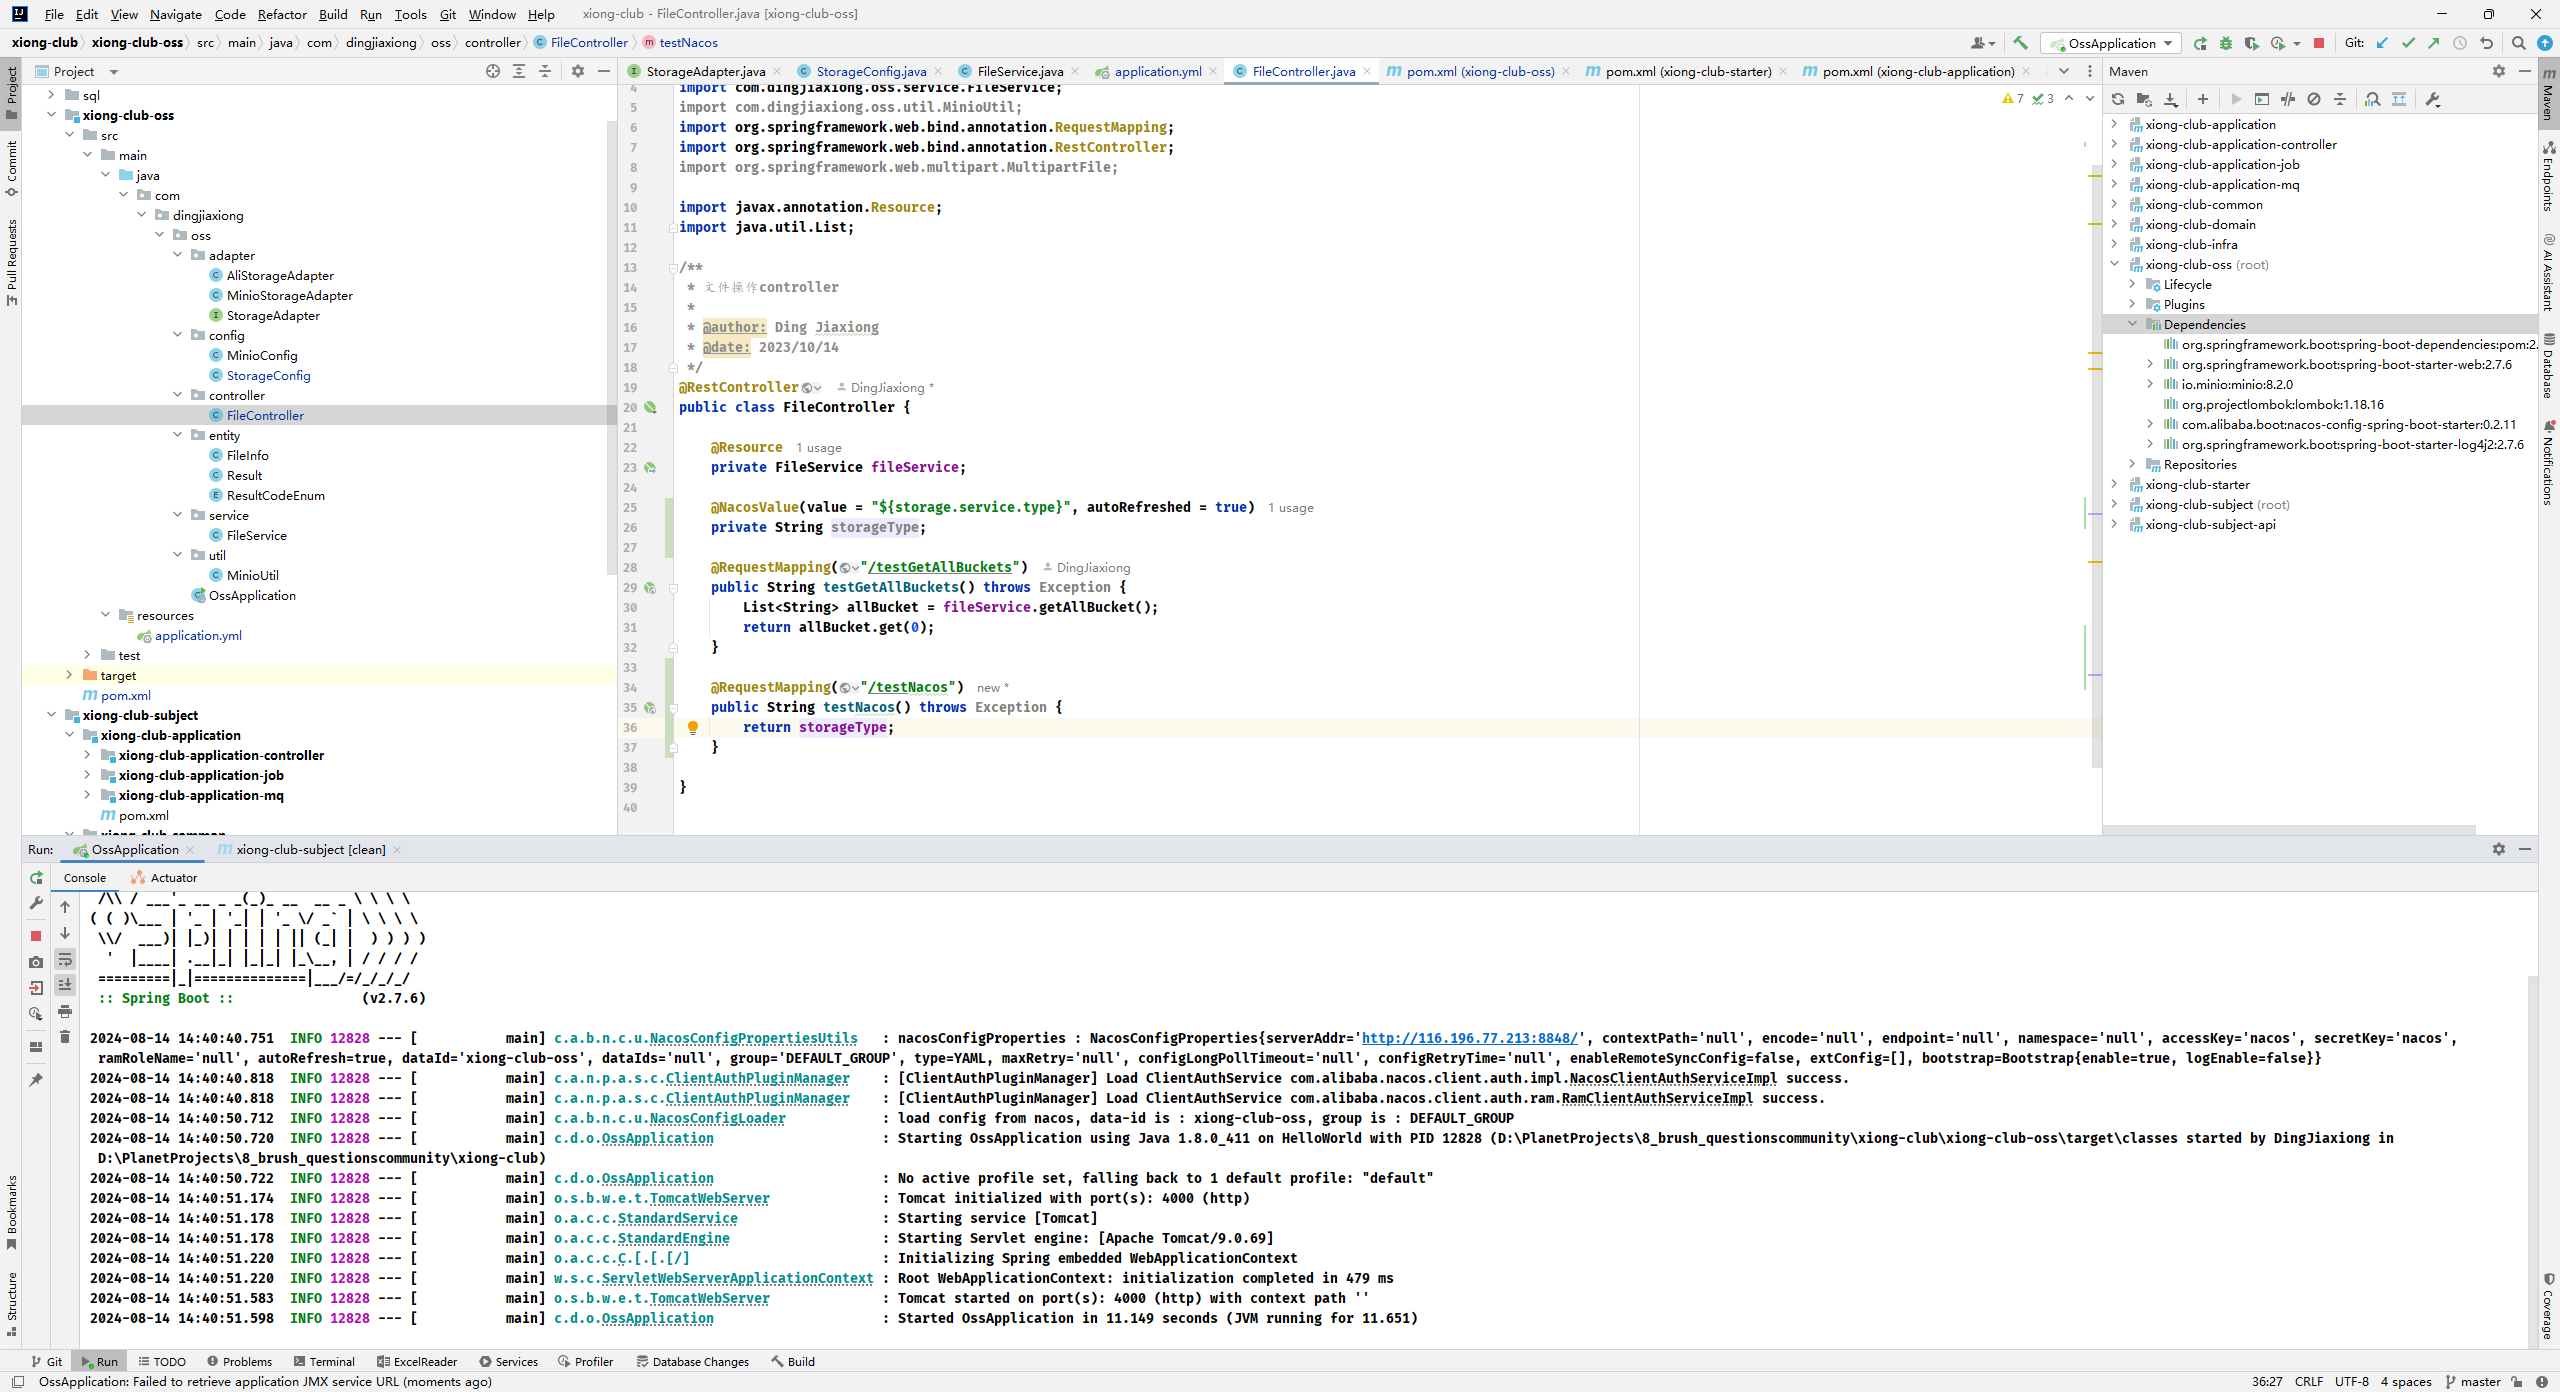 File Edit View Navigate Code Refactor Build Run Tools Git Window Help xiong-club - FileController.java [xiong-club-oss]
xiong-club xiong-club-oss src main java com dingjiaxiong oss controller FileController testNacos OssApplication Git:
Project
StorageAdapter.java StorageConfig.java FileService.java application.yml FileController.java pom.xml (xiong-club-oss) pom.xml (xiong-club-starter) pom.xml (xiong-club-application)
Maven
Project
Commit
Pull Requests
Bookmarks
Structure
sql
xiong-club-oss
src
main
java
com
dingjiaxiong
oss
adapter
AliStorageAdapter
MinioStorageAdapter
StorageAdapter
config
MinioConfig
StorageConfig
controller
FileController
entity
FileInfo
Result
ResultCodeEnum
service
FileService
util
MinioUtil
OssApplication
resources
application.yml
test
target
pom.xml
xiong-club-subject
xiong-club-application
xiong-club-application-controller
xiong-club-application-job
xiong-club-application-mq
pom.xml
xiong-club-common
7 3
4 import com.dingjiaxiong.oss.service.FileService;
5 import com.dingjiaxiong.oss.util.MinioUtil;
6 import org.springframework.web.bind.annotation.RequestMapping;
7 import org.springframework.web.bind.annotation.RestController;
8 import org.springframework.web.multipart.MultipartFile;
9
10 import javax.annotation.Resource;
11 import java.util.List;
12
13 /**
14 * 文件操作controller
15 *
16 * @author: Ding Jiaxiong
17 * @date: 2023/10/14
18 */
19 @RestController DingJiaxiong *
20 public class FileController {
21
22 @Resource 1 usage
23 private FileService fileService;
24
25 @NacosValue(value = "${storage.service.type}", autoRefreshed = true) 1 usage
26 private String storageType;
27
28 @RequestMapping("/testGetAllBuckets") DingJiaxiong
29 public String testGetAllBuckets() throws Exception {
30 List<String> allBucket = fileService.getAllBucket();
31 return allBucket.get(0);
32 }
33
34 @RequestMapping("/testNacos") new *
35 public String testNacos() throws Exception {
36 return storageType;
37 }
38
39 }
40
xiong-club-application
xiong-club-application-controller
xiong-club-application-job
xiong-club-application-mq
xiong-club-common
xiong-club-domain
xiong-club-infra
xiong-club-oss (root)
Lifecycle
Plugins
Dependencies
org.springframework.boot:spring-boot-dependencies:pom:2.
org.springframework.boot:spring-boot-starter-web:2.7.6
io.minio:minio:8.2.0
org.projectlombok:lombok:1.18.16
com.alibaba.boot:nacos-config-spring-boot-starter:0.2.11
org.springframework.boot:spring-boot-starter-log4j2:2.7.6
Repositories
xiong-club-starter
xiong-club-subject (root)
xiong-club-subject-api
Maven
Endpoints
AI Assistant
Database
Notifications
Coverage
Run: OssApplication xiong-club-subject [clean]
Console Actuator
:: Spring Boot :: (v2.7.6)
2024-08-14 14:40:40.751 INFO 12828 --- [ main] c.a.b.n.c.u.NacosConfigPropertiesUtils : nacosConfigProperties : NacosConfigProperties{serverAddr='http://116.196.77.213:8848/', contextPath='null', encode='null', endpoint='null', namespace='null', accessKey='nacos', secretKey='nacos',
ramRoleName='null', autoRefresh=true, dataId='xiong-club-oss', dataIds='null', group='DEFAULT_GROUP', type=YAML, maxRetry='null', configLongPollTimeout='null', configRetryTime='null', enableRemoteSyncConfig=false, extConfig=[], bootstrap=Bootstrap{enable=true, logEnable=false}}
2024-08-14 14:40:40.818 INFO 12828 --- [ main] c.a.n.p.a.s.c.ClientAuthPluginManager : [ClientAuthPluginManager] Load ClientAuthService com.alibaba.nacos.client.auth.impl.NacosClientAuthServiceImpl success.
2024-08-14 14:40:40.818 INFO 12828 --- [ main] c.a.n.p.a.s.c.ClientAuthPluginManager : [ClientAuthPluginManager] Load ClientAuthService com.alibaba.nacos.client.auth.ram.RamClientAuthServiceImpl success.
2024-08-14 14:40:50.712 INFO 12828 --- [ main] c.a.b.n.c.u.NacosConfigLoader : load config from nacos, data-id is : xiong-club-oss, group is : DEFAULT_GROUP
2024-08-14 14:40:50.720 INFO 12828 --- [ main] c.d.o.OssApplication : Starting OssApplication using Java 1.8.0_411 on HelloWorld with PID 12828 (D:\PlanetProjects\8_brush_questionscommunity\xiong-club\xiong-club-oss\target\classes started by DingJiaxiong in
D:\PlanetProjects\8_brush_questionscommunity\xiong-club)
2024-08-14 14:40:50.722 INFO 12828 --- [ main] c.d.o.OssApplication : No active profile set, falling back to 1 default profile: "default"
2024-08-14 14:40:51.174 INFO 12828 --- [ main] o.s.b.w.e.t.TomcatWebServer : Tomcat initialized with port(s): 4000 (http)
2024-08-14 14:40:51.178 INFO 12828 --- [ main] o.a.c.c.StandardService : Starting service [Tomcat]
2024-08-14 14:40:51.178 INFO 12828 --- [ main] o.a.c.c.StandardEngine : Starting Servlet engine: [Apache Tomcat/9.0.69]
2024-08-14 14:40:51.220 INFO 12828 --- [ main] o.a.c.c.C.[.[.[/] : Initializing Spring embedded WebApplicationContext
2024-08-14 14:40:51.220 INFO 12828 --- [ main] w.s.c.ServletWebServerApplicationContext : Root WebApplicationContext: initialization completed in 479 ms
2024-08-14 14:40:51.583 INFO 12828 --- [ main] o.s.b.w.e.t.TomcatWebServer : Tomcat started on port(s): 4000 (http) with context path ''
2024-08-14 14:40:51.598 INFO 12828 --- [ main] c.d.o.OssApplication : Started OssApplication in 11.149 seconds (JVM running for 11.651)
Git Run TODO Problems Terminal ExcelReader Services Profiler Database Changes Build
OssApplication: Failed to retrieve application JMX service URL (moments ago) 36:27 CRLF UTF-8 4 spaces master